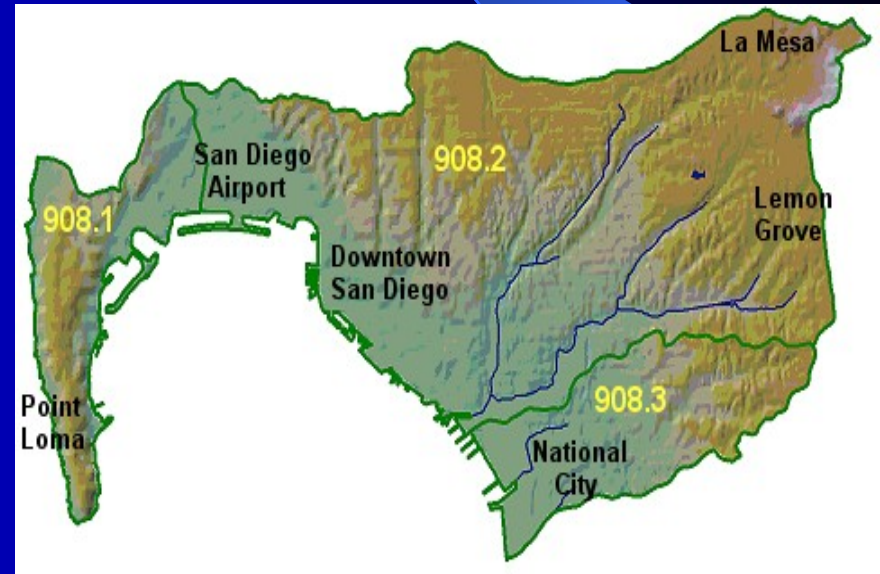 La Mesa
San Diego
Airport
908.2
908.1
Lemon
Grove
Downtown
San Diego
908.3
Point
Loma
National
City